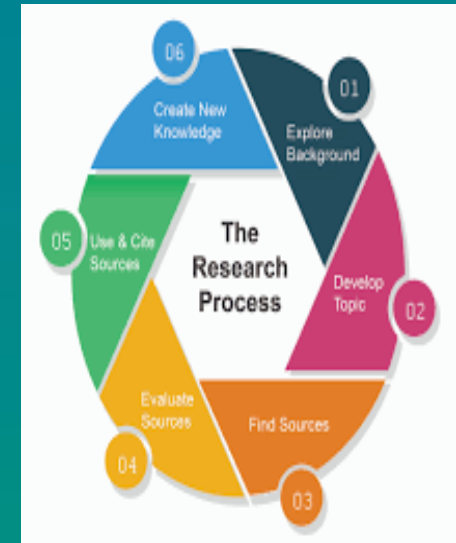 The
Research
Process
01
Explore
Background
02
Develop
Topic
03
Find Sources
04
Evaluate
Sources
05
Use & Cite
Sources
06
Create New
Knowledge